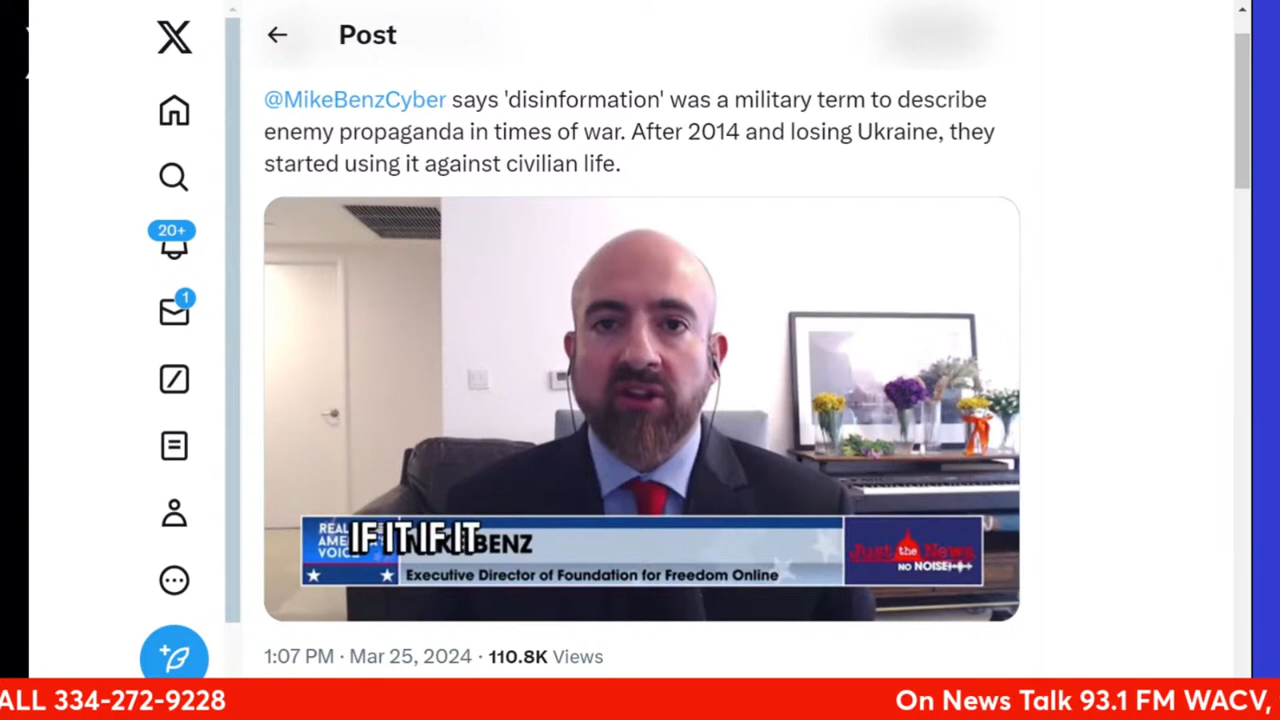 Post
@MikeBenzCyber says 'disinformation' was a military term to describe
enemy propaganda in times of war. After 2014 and losing Ukraine, they
started using it against civilian life.
20+
1
REAL
AMERICA'S
VOICE
IF IT IF IT
BENZ
Executive Director of Foundation for Freedom Online
Just the News
NO NOISE
1:07 PM · Mar 25, 2024 · 110.8K Views
ALL 334-272-9228
On News Talk 93.1 FM WACV,